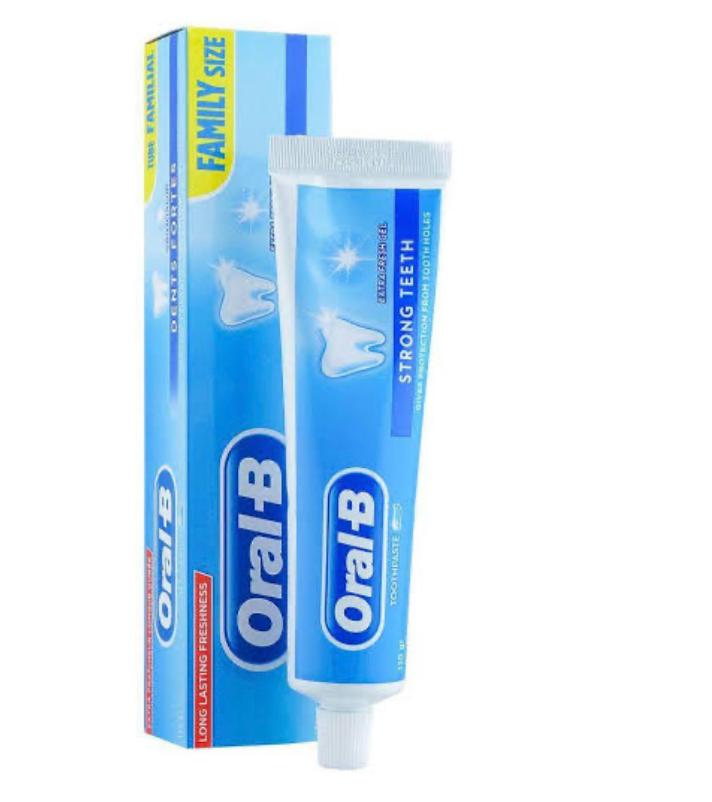 TUBE FAMILIAL
DENTS FORTES
Oral-B
FAMILY SIZE
Oral-B
LONG LASTING FRESHNESS
EXTRA FRESH GEL
STRONG TEETH
GIVES PROTECTION FROM TOOTH HOLES
Oral-B
TOOTHPASTE